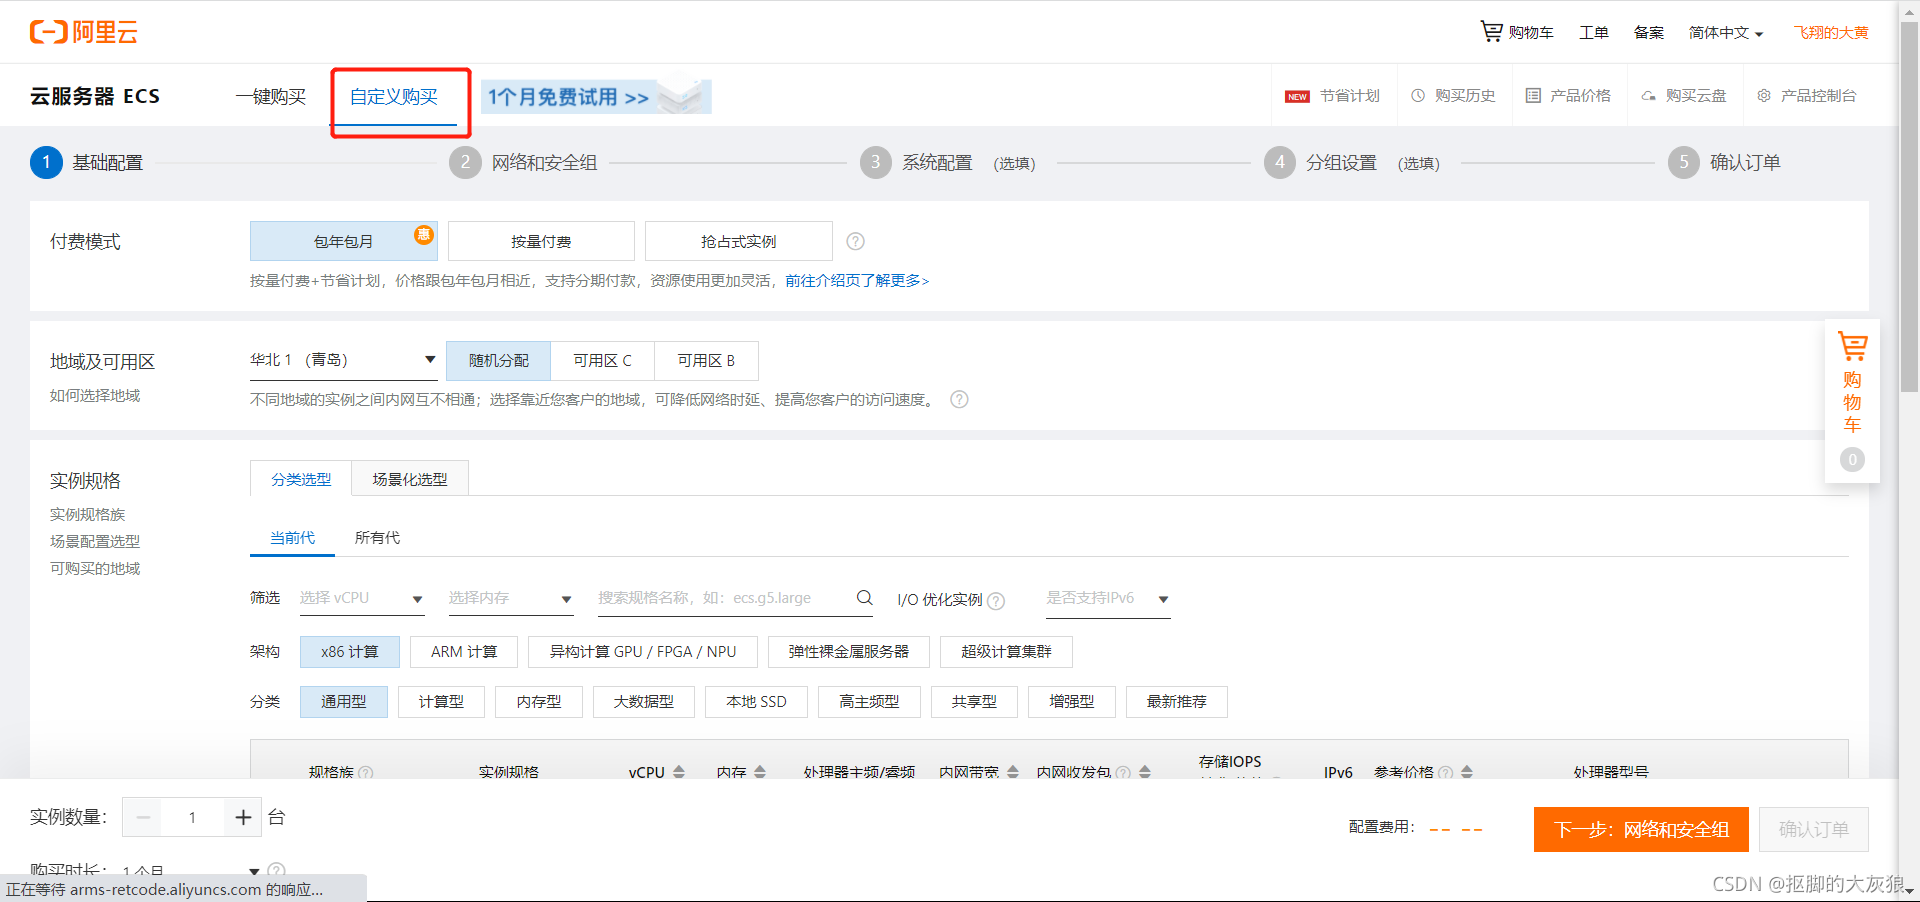 阿里云
购物车 工单 备案 简体中文 飞翔的大黄
云服务器 ECS 一键购买 自定义购买 1个月免费试用 >> NEW 节省计划 购买历史 产品价格 购买云盘 产品控制台
1 基础配置 2 网络和安全组 3 系统配置 (选填) 4 分组设置 (选填) 5 确认订单
付费模式 包年包月 惠 按量付费 抢占式实例 ?
按量付费+节省计划，价格跟包年包月相近，支持分期付款，资源使用更加灵活，前往介绍页了解更多>
地域及可用区 华北 1 （青岛） 随机分配 可用区 C 可用区 B
如何选择地域 不同地域的实例之间内网互不相通；选择靠近您客户的地域，可降低网络时延、提高您客户的访问速度。 ?
购物车
0
实例规格 分类选型 场景化选型
实例规格族
场景配置选型 当前代 所有代
可购买的地域
筛选 选择 vCPU 选择内存 搜索规格名称，如：ecs.g5.large I/O 优化实例 ? 是否支持IPv6
架构 x86 计算 ARM 计算 异构计算 GPU / FPGA / NPU 弹性裸金属服务器 超级计算集群
分类 通用型 计算型 内存型 大数据型 本地 SSD 高主频型 共享型 增强型 最新推荐
规格族 ? 实例规格 vCPU 内存 处理器主频/睿频 内网带宽 内网收发包 ? 存储IOPS IPv6 参考价格 ? 处理器型号
实例数量： − 1 + 台 配置费用： -- -- 下一步：网络和安全组 确认订单
购买时长： 1 个月 ?
正在等待 arms-retcode.aliyuncs.com 的响应...
CSDN @抠脚的大灰狼